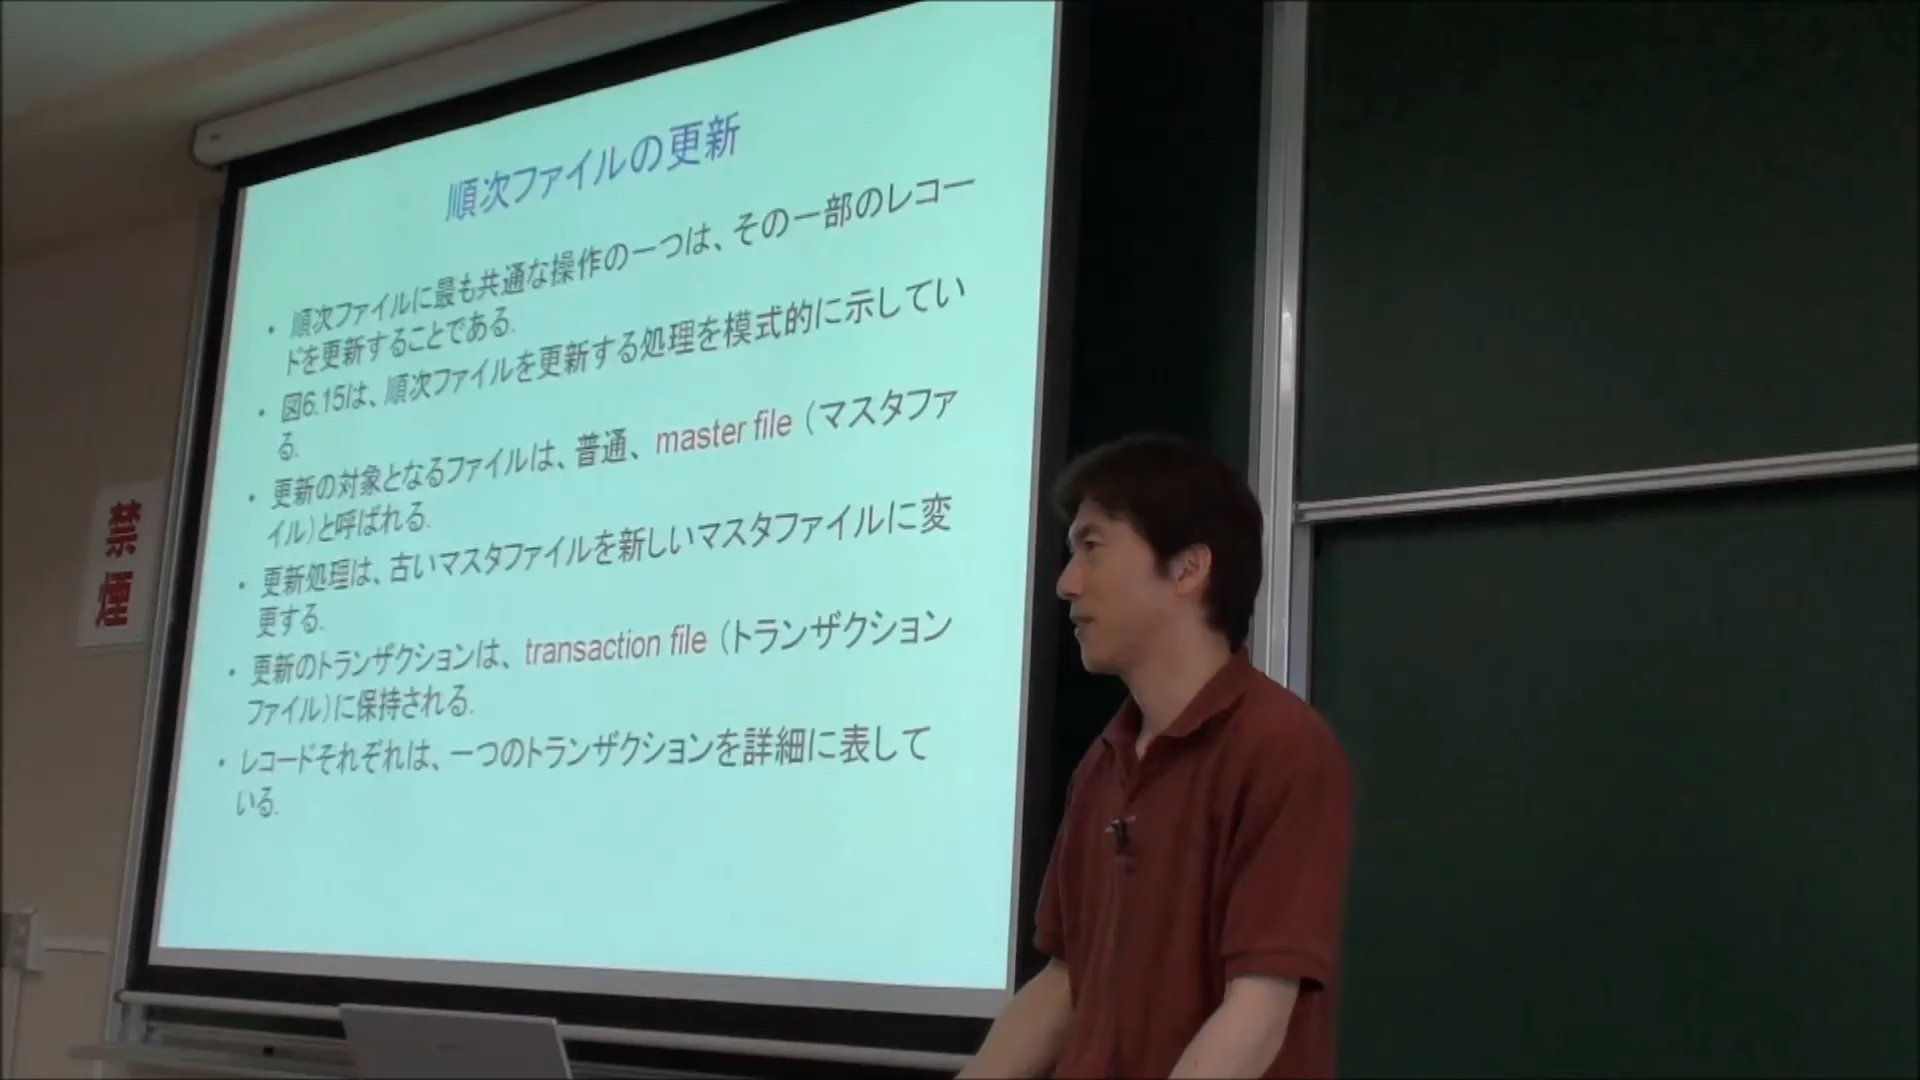 順次ファイルの更新
• 順次ファイルに最も共通な操作の一つは、その一部のレコー
ドを更新することである.
• 図6.15は、順次ファイルを更新する処理を模式的に示してい
る.
• 更新の対象となるファイルは、普通、master file（マスタファ
イル）と呼ばれる.
• 更新処理は、古いマスタファイルを新しいマスタファイルに変
更する.
• 更新のトランザクションは、transaction file（トランザクション
ファイル）に保持される.
• レコードそれぞれは、一つのトランザクションを詳細に表して
いる.
禁煙